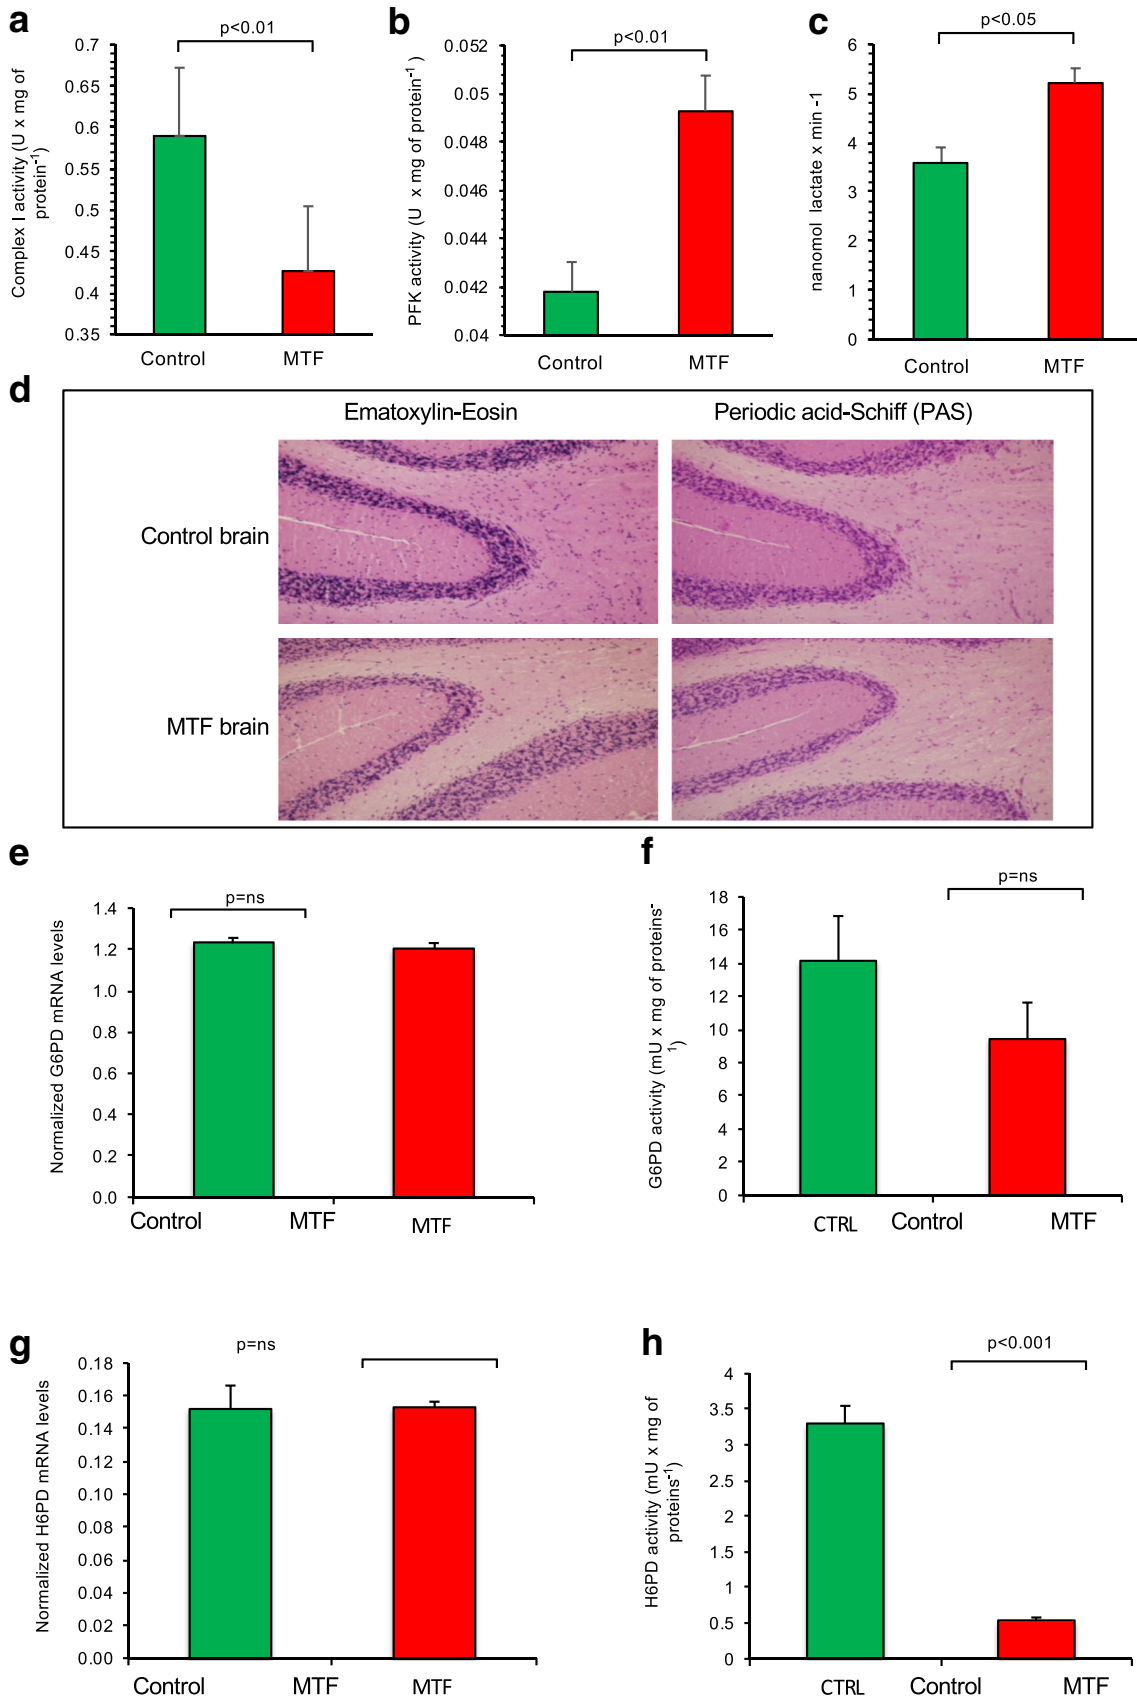 a
p<0.01
0.7
0.65
0.6
0.55
0.5
0.45
0.4
0.35
Complex I activity (U x mg of
protein-1)
Control
MTF
b
p<0.01
0.052
0.05
0.048
0.046
0.044
0.042
0.04
PFK activity (U x mg of protein-1 )
Control
MTF
c
p<0.05
6
5
4
3
2
1
0
nanomol lactate x min -1
Control
MTF
d
Ematoxylin-Eosin
Periodic acid-Schiff (PAS)
Control brain
MTF brain
e
p=ns
1.4
1.2
1.0
0.8
0.6
0.4
0.2
0.0
Normalized G6PD mRNA levels
Control
MTF
MTF
f
p=ns
18
16
14
12
10
8
6
4
2
0
G6PD activity (mU x mg of proteins-
1)
CTRL
Control
MTF
g
p=ns
0.18
0.16
0.14
0.12
0.10
0.08
0.06
0.04
0.02
0.00
Normalized H6PD mRNA levels
Control
MTF
MTF
h
p<0.001
4
3.5
3
2.5
2
1.5
1
0.5
0
H6PD activity (mU x mg of
proteins-1)
CTRL
Control
MTF